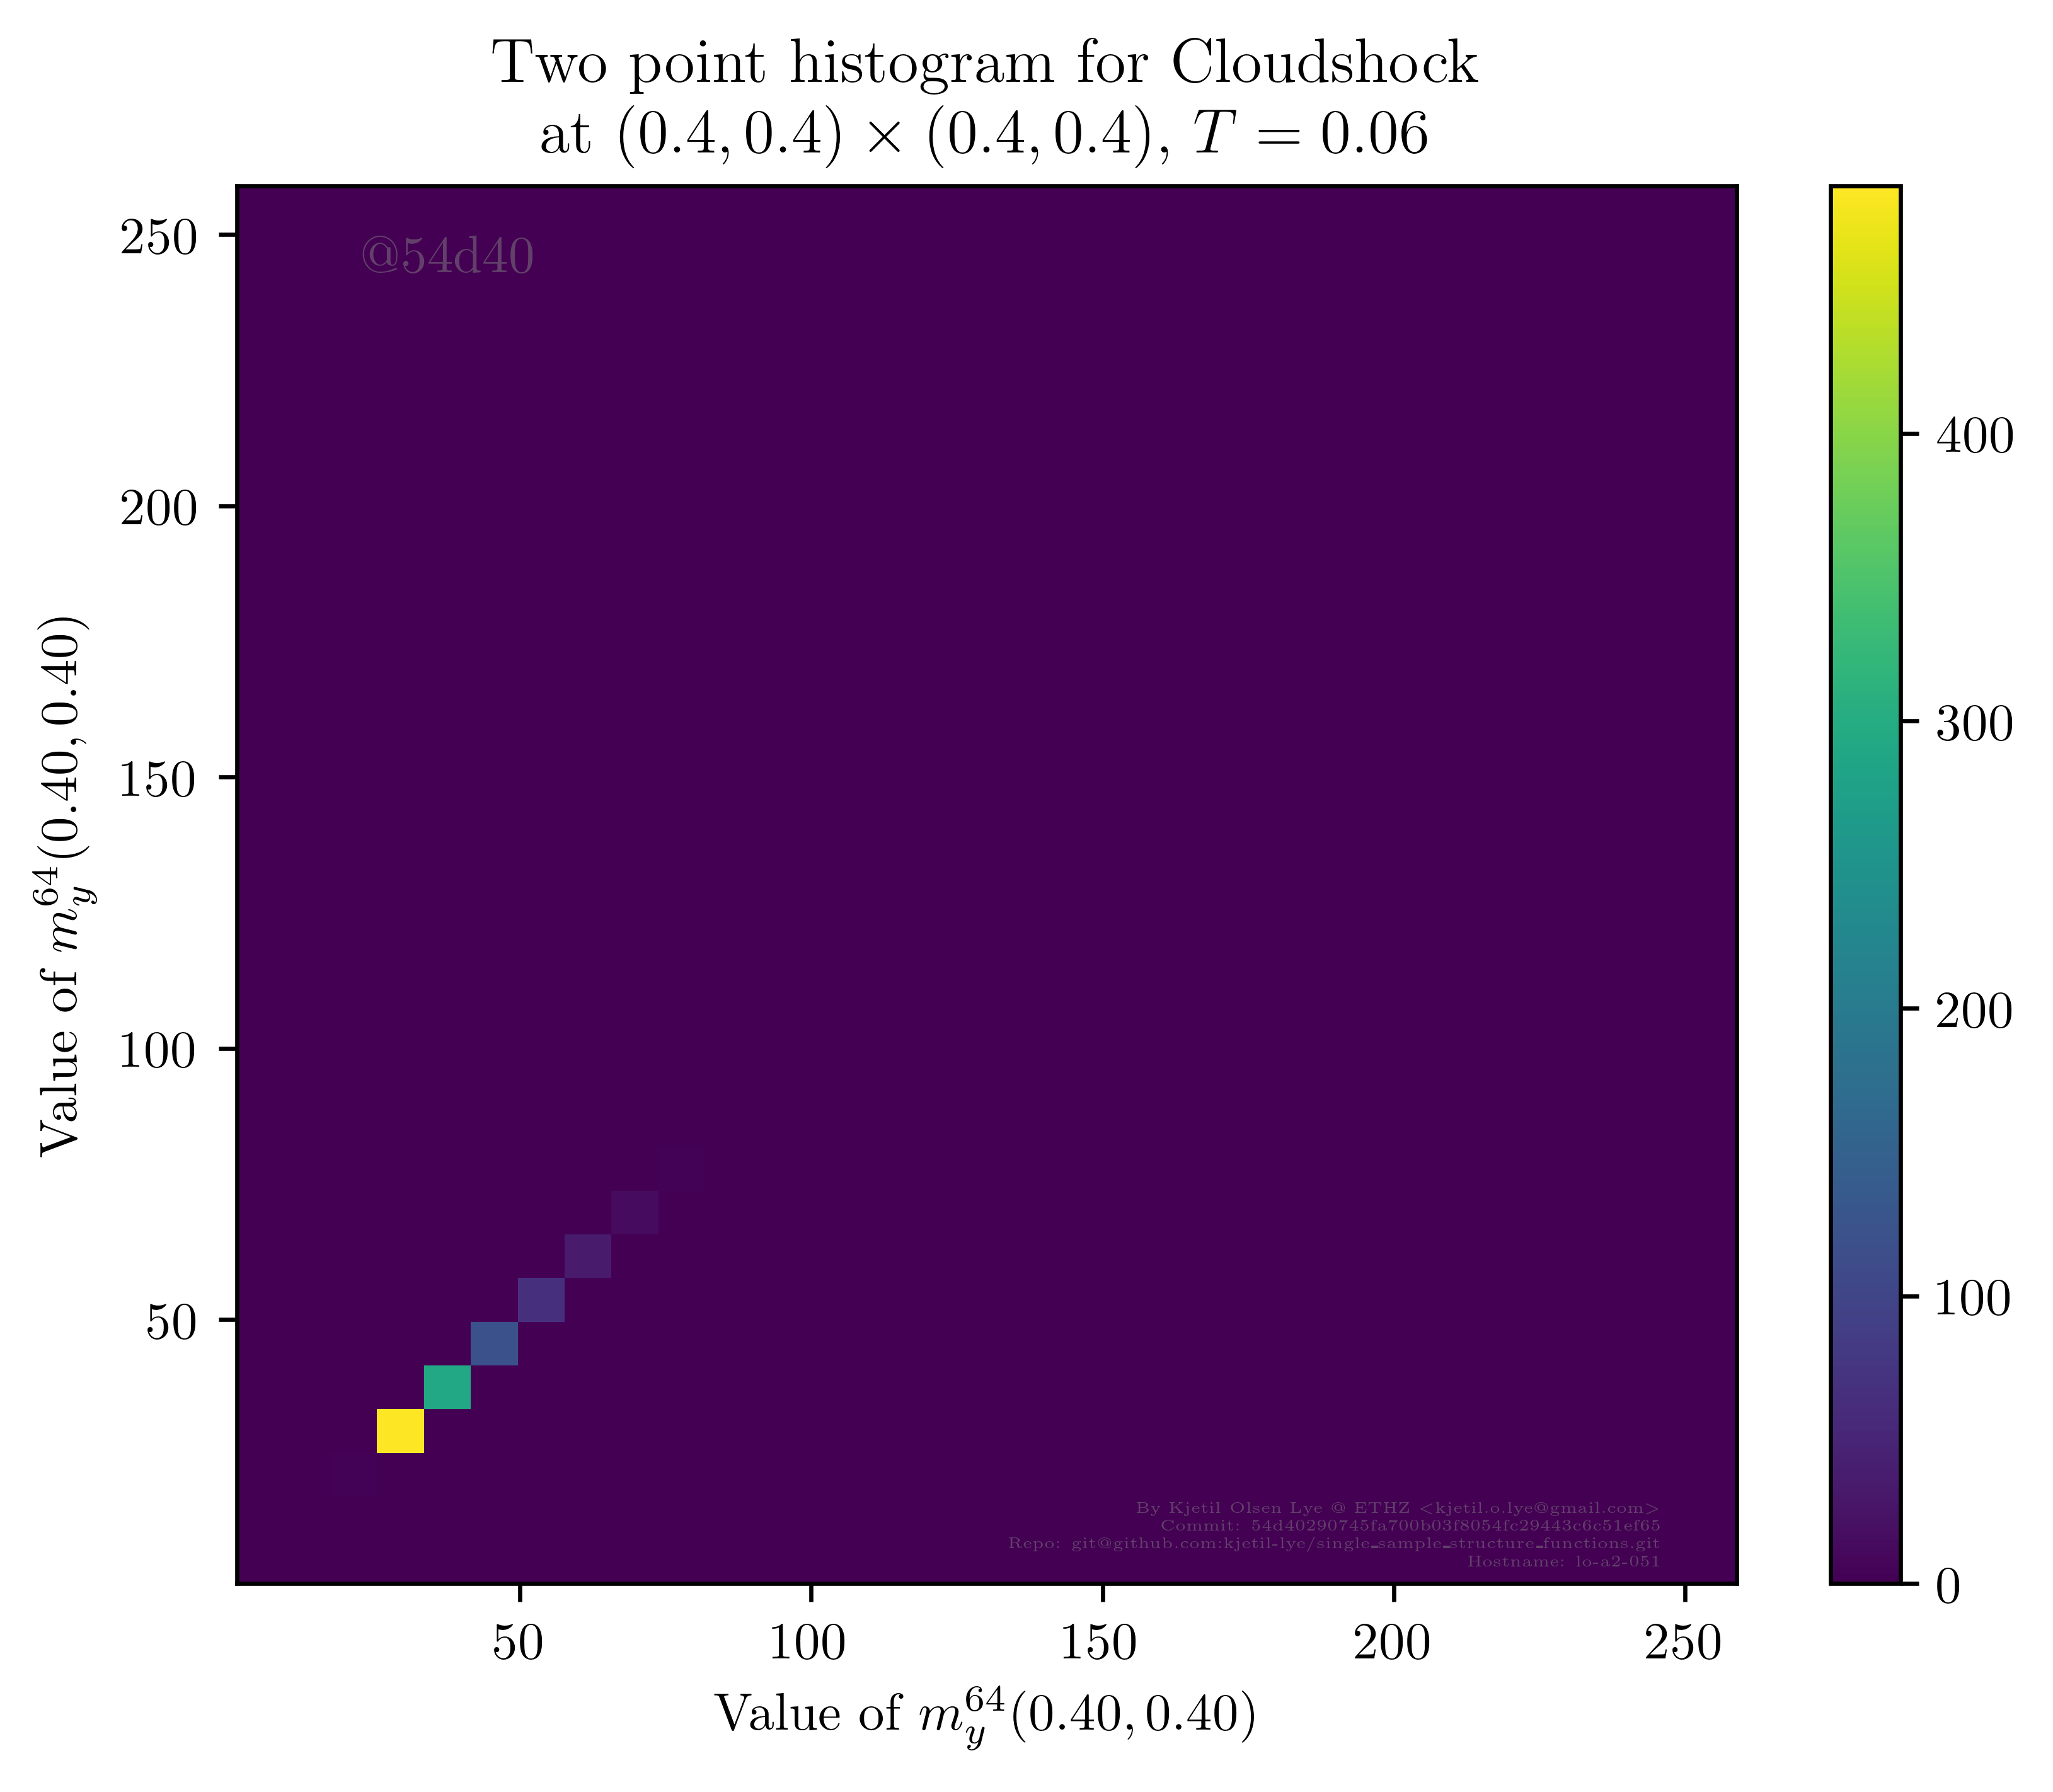 Two point histogram for Cloudshock
at (0.4, 0.4) × (0.4, 0.4), T = 0.06
©54d40
250
200
150
100
50
Value of m_y^64(0.40, 0.40)
50
100
150
200
250
Value of m_y^64(0.40, 0.40)
400
300
200
100
0
By Kjetil Olsen Lye @ ETHZ <kjetil.o.lye@gmail.com>
Commit: 54d40290745fa700b03f8054fc29443c6c51ef65
Repo: git@github.com:kjetil-lye/single_sample_structure_functions.git
Hostname: lo-a2-051